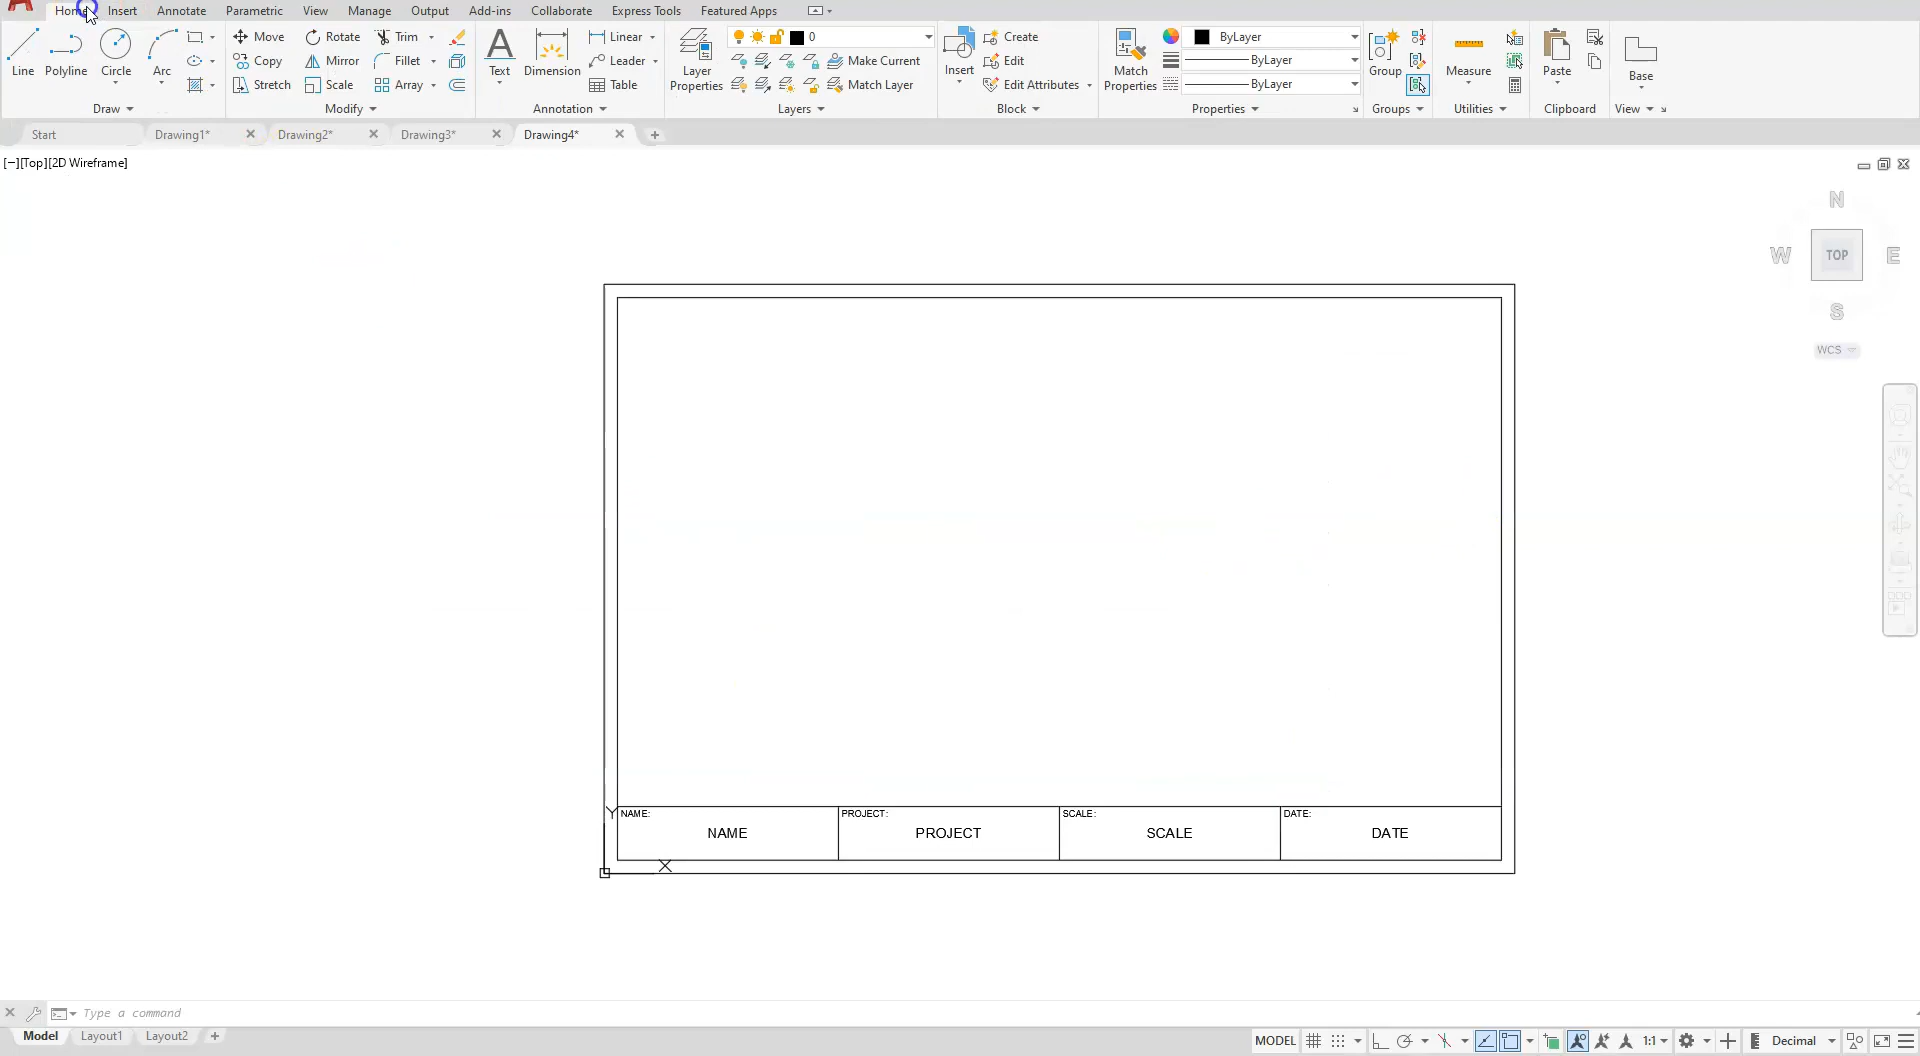 Home Insert Annotate Parametric View Manage Output Add-ins Collaborate Express Tools Featured Apps
Line Polyline Circle Arc
Move Rotate Trim
Copy Mirror Fillet
Stretch Scale Array
Text Dimension
Linear
Leader
Table
Layer
Properties
0
Make Current
Match Layer
Insert
Create
Edit
Edit Attributes
Match
Properties
ByLayer
ByLayer
ByLayer
Group
Measure
Paste
Base
Draw Modify Annotation Layers Block Properties Groups Utilities Clipboard View
Start Drawing1* Drawing2* Drawing3* Drawing4*
[−][Top][2D Wireframe]
N
W TOP E
S
WCS
Y
X
NAME: PROJECT: SCALE: DATE:
NAME PROJECT SCALE DATE
Type a command
Model Layout1 Layout2
MODEL 1:1 Decimal